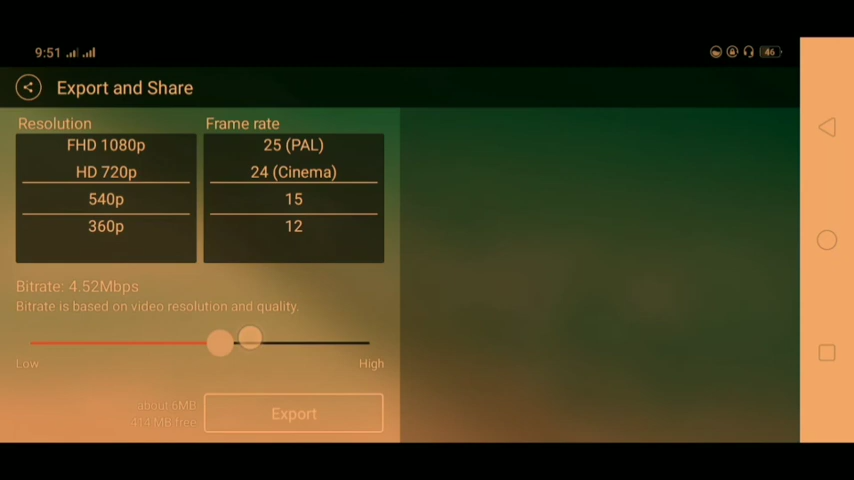 9:51
46
Export and Share
Resolution
Frame rate
FHD 1080p
25 (PAL)
HD 720p
24 (Cinema)
540p
15
360p
12
Bitrate: 4.52Mbps
Bitrate is based on video resolution and quality.
Low
High
about 6MB
414 MB free
Export